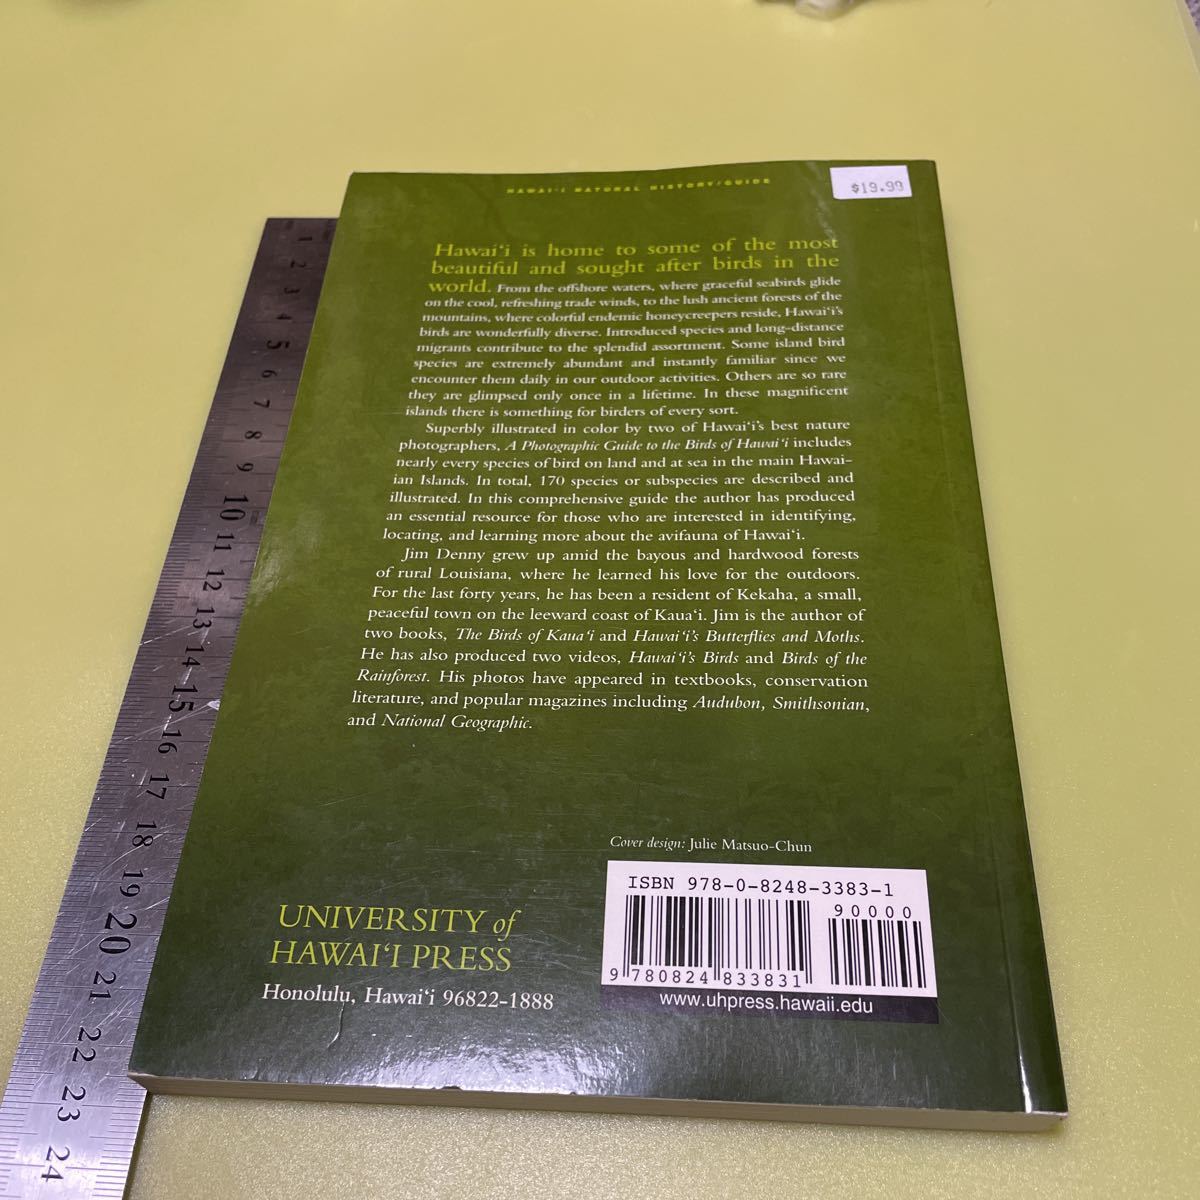 HAWAI‘I NATURAL HISTORY/GUIDE
$19.99
Hawai‘i is home to some of the most
beautiful and sought after birds in the
world. From the offshore waters, where graceful seabirds glide
on the cool, refreshing trade winds, to the lush ancient forests of the
mountains, where colorful endemic honeycreepers reside, Hawai‘i's
birds are wonderfully diverse. Introduced species and long-distance
migrants contribute to the splendid assortment. Some island bird
species are extremely abundant and instantly familiar since we
encounter them daily in our outdoor activities. Others are so rare
they are glimpsed only once in a lifetime. In these magnificent
islands there is something for birders of every sort.
Superbly illustrated in color by two of Hawai‘i's best nature
photographers, A Photographic Guide to the Birds of Hawai‘i includes
nearly every species of bird on land and at sea in the main Hawai-
ian Islands. In total, 170 species or subspecies are described and
illustrated. In this comprehensive guide the author has produced
an essential resource for those who are interested in identifying,
locating, and learning more about the avifauna of Hawai‘i.
Jim Denny grew up amid the bayous and hardwood forests
of rural Louisiana, where he learned his love for the outdoors.
For the last forty years, he has been a resident of Kekaha, a small,
peaceful town on the leeward coast of Kaua‘i. Jim is the author of
two books, The Birds of Kaua‘i and Hawai‘i's Butterflies and Moths.
He has also produced two videos, Hawai‘i's Birds and Birds of the
Rainforest. His photos have appeared in textbooks, conservation
literature, and popular magazines including Audubon, Smithsonian,
and National Geographic.
Cover design: Julie Matsuo-Chun
ISBN 978-0-8248-3383-1
90000
9 780824 833831
www.uhpress.hawaii.edu
UNIVERSITY of
HAWAI‘I PRESS
Honolulu, Hawai‘i 96822-1888
1
2
3
4
5
6
7
8
9
10
11
12
13
14
15
16
17
18
19
20
21
22
23
24